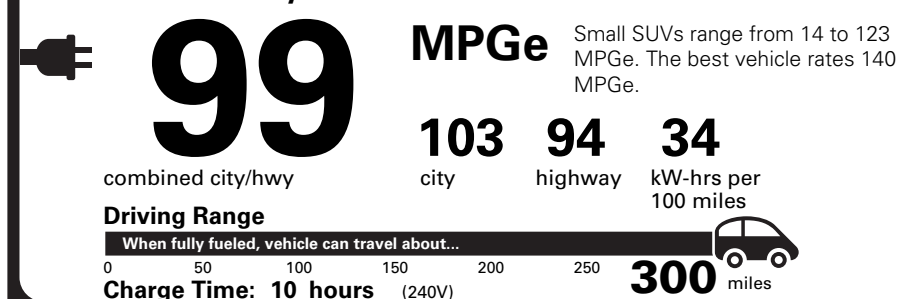 99
MPGe
Small SUVs range from 14 to 123
MPGe. The best vehicle rates 140
MPGe.
103 94 34
combined city/hwy city highway kW-hrs per
100 miles
Driving Range
When fully fueled, vehicle can travel about...
0 50 100 150 200 250 300 miles
Charge Time: 10 hours (240V)